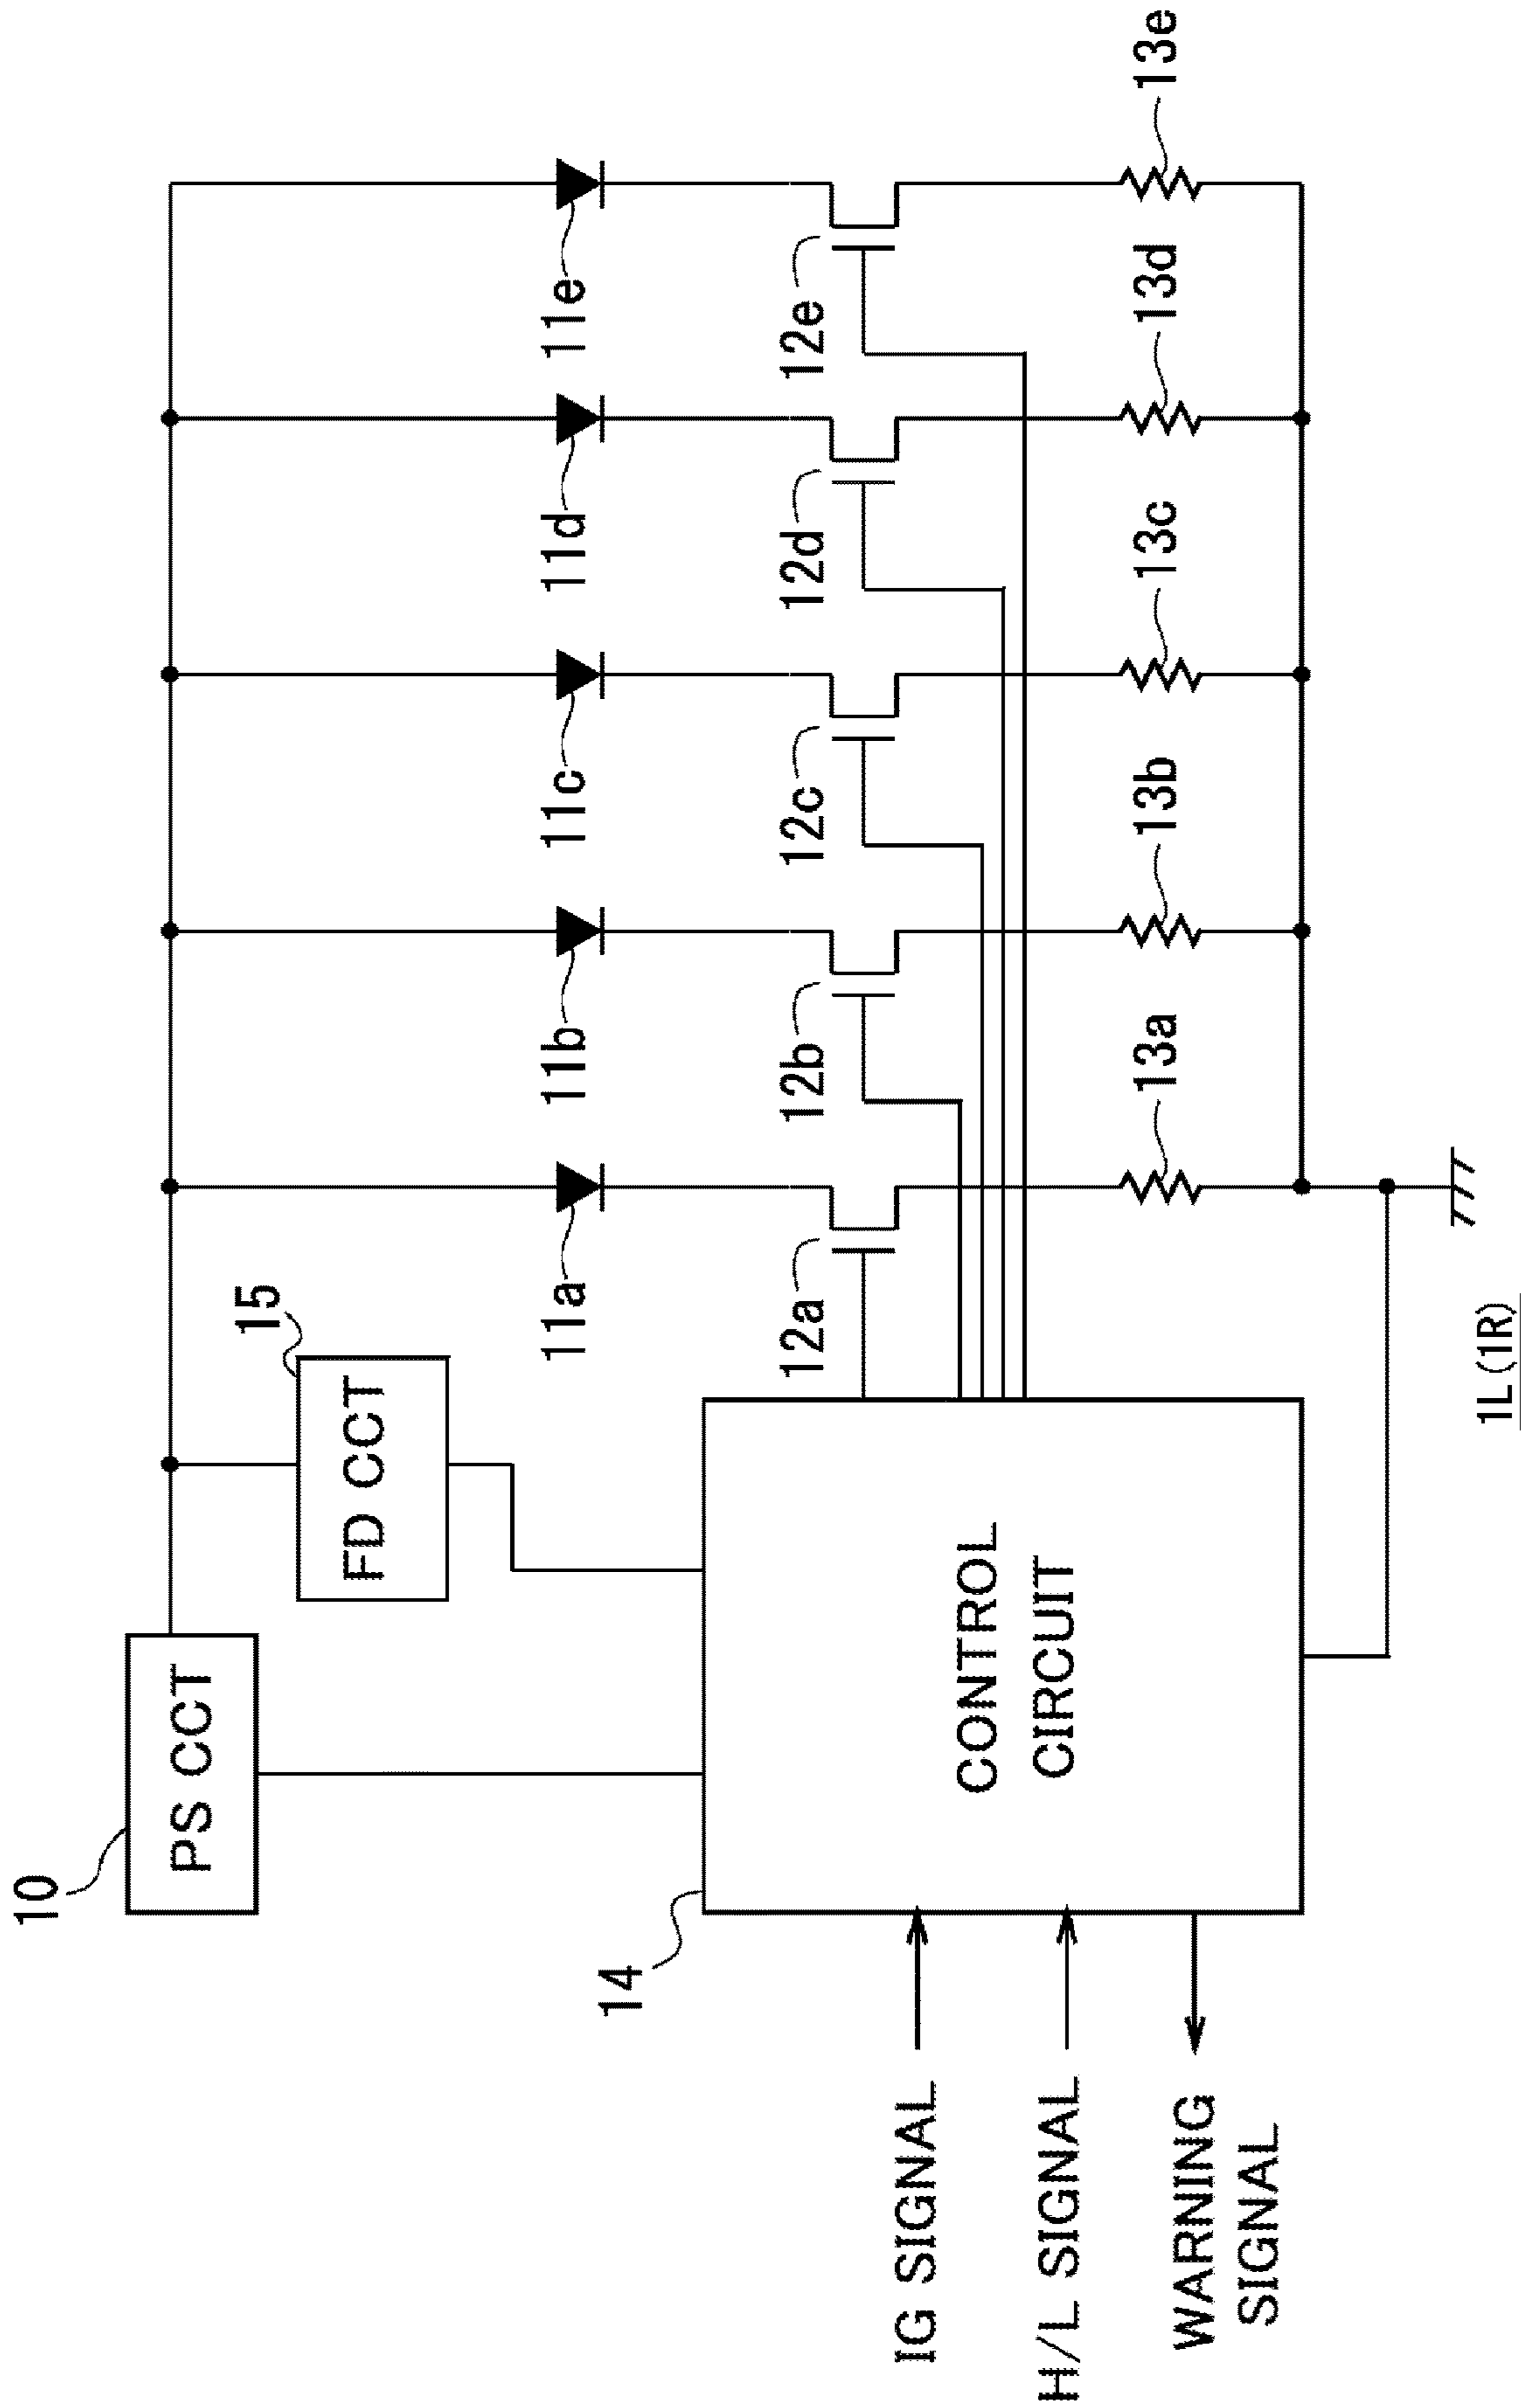 10
PS CCT
15
FD CCT
11a
11b
11c
11d
11e
12a
12b
12c
12d
12e
14
CONTROL
CIRCUIT
IG SIGNAL
H/L SIGNAL
WARNING
SIGNAL
13a
13b
13c
13d
13e
1L(1R)